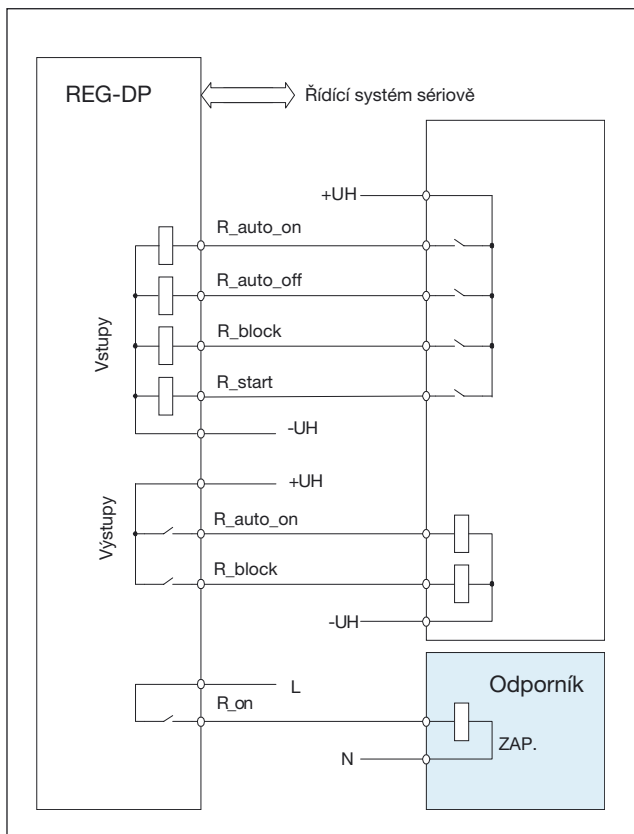 REG-DP
Řídící systém sériově
+UH
R_auto_on
R_auto_off
R_block
R_start
-UH
Vstupy
+UH
R_auto_on
R_block
-UH
Výstupy
L
R_on
N
Odporník
ZAP.